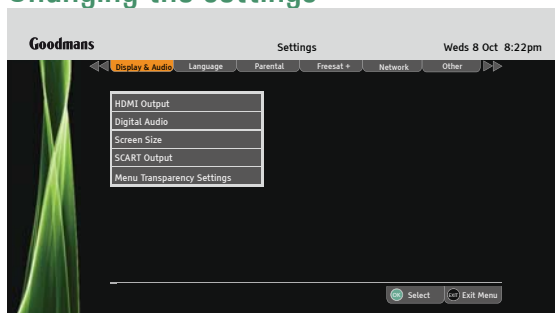 Changing the settings
Goodmans Settings Weds 8 Oct 8:22pm
Display & Audio Language Parental Freesat + Network Other
HDMI Output
Digital Audio
Screen Size
SCART Output
Menu Transparency Settings
OK Select EXIT Exit Menu